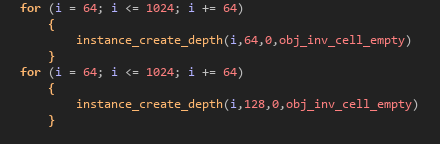 for (i = 64; i <= 1024; i += 64)
{
instance_create_depth(i,64,0,obj_inv_cell_empty)
}
for (i = 64; i <= 1024; i += 64)
{
instance_create_depth(i,128,0,obj_inv_cell_empty)
}